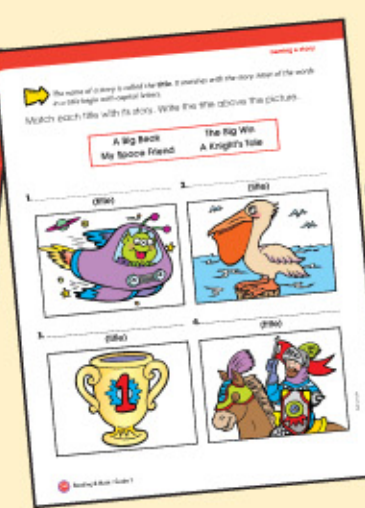 Naming a Story
The name of a story is called the title. It matches with the story. Most of the words
in a title begin with capital letters.
Match each title with its story. Write the title above the picture.
A Big Beak
The Big Win
My Space Friend
A Knight's Tale
1.
(title)
2.
(title)
3.
(title)
1
4.
(title)
Reading & Math • Grade 1